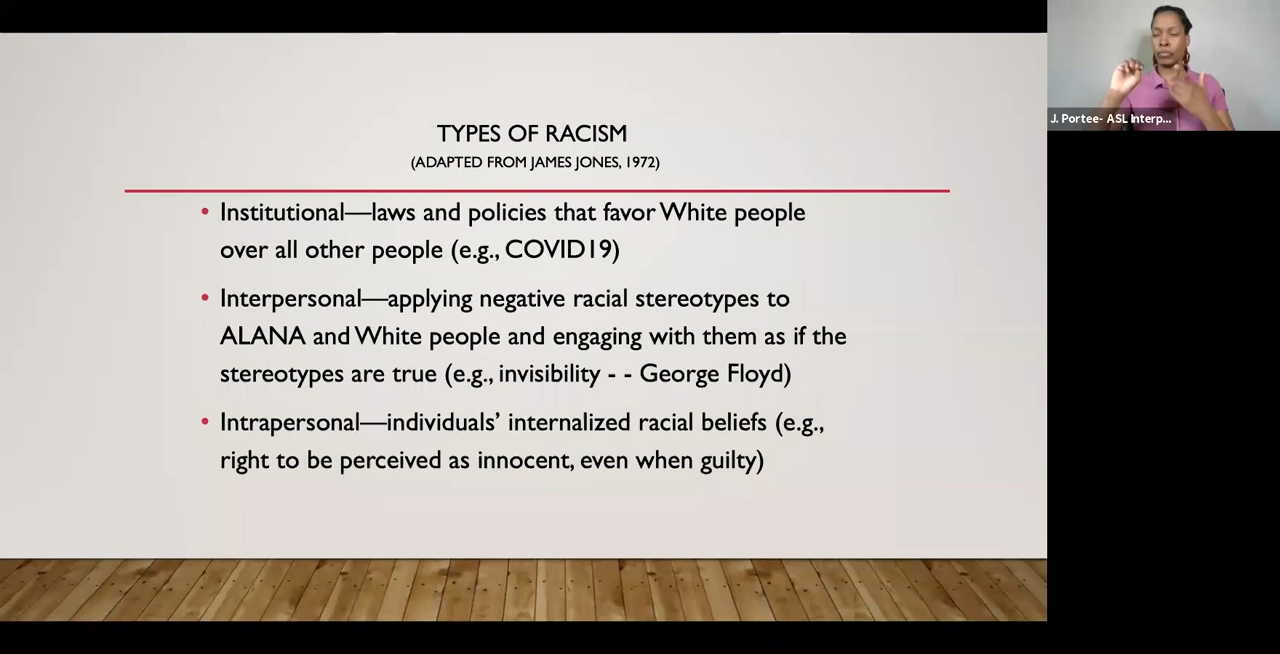 TYPES OF RACISM
(ADAPTED FROM JAMES JONES, 1972)
• Institutional—laws and policies that favor White people
over all other people (e.g., COVID19)
• Interpersonal—applying negative racial stereotypes to
ALANA and White people and engaging with them as if the
stereotypes are true (e.g., invisibility - - George Floyd)
• Intrapersonal—individuals’ internalized racial beliefs (e.g.,
right to be perceived as innocent, even when guilty)
J. Portee- ASL Interp...